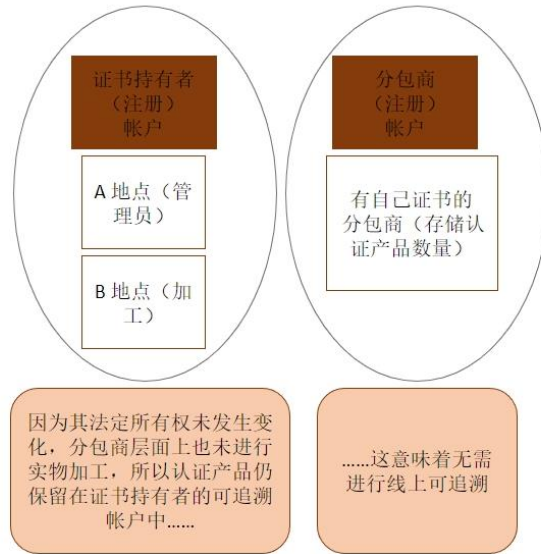 证书持有者
（注册）
帐户
A 地点（管
理员）
B 地点（加
工）
因为其法定所有权未发生变
化，分包商层面上也未进行
实物加工，所以认证产品仍
保留在证书持有者的可追溯
帐户中……
分包商
（注册）
帐户
有自己证书的
分包商（存储认
证产品数量）
……这意味着无需
进行线上可追溯